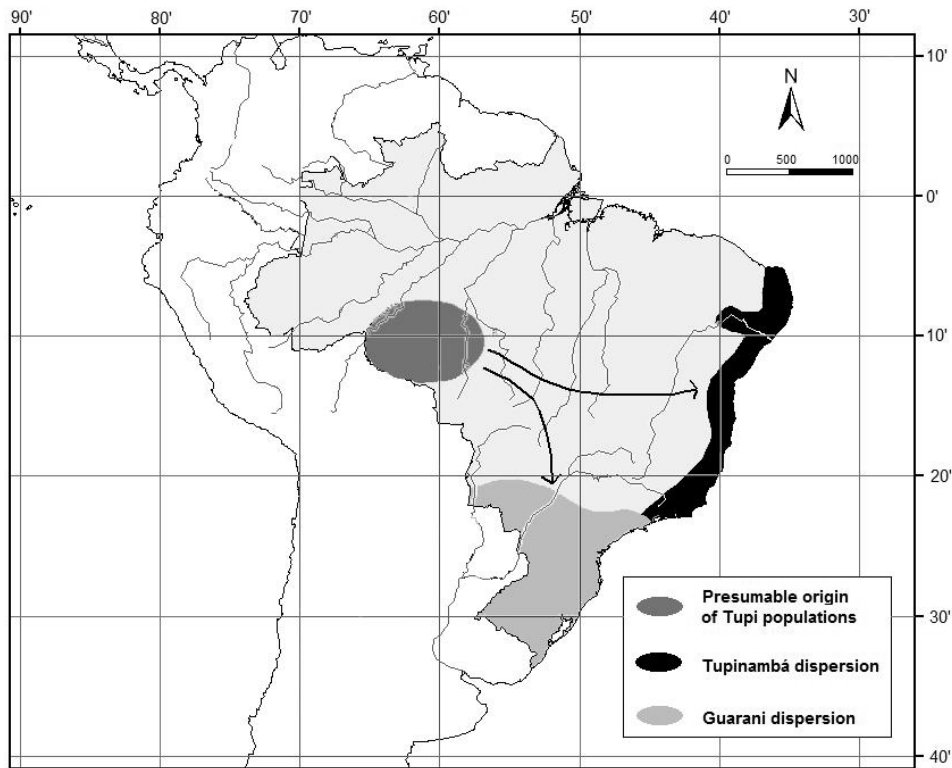 90' 80' 70' 60' 50' 40' 30'
10'
N
0 500 1000
0'
10'
20'
30'
40'
Presumable origin
of Tupi populations
Tupinambá dispersion
Guarani dispersion